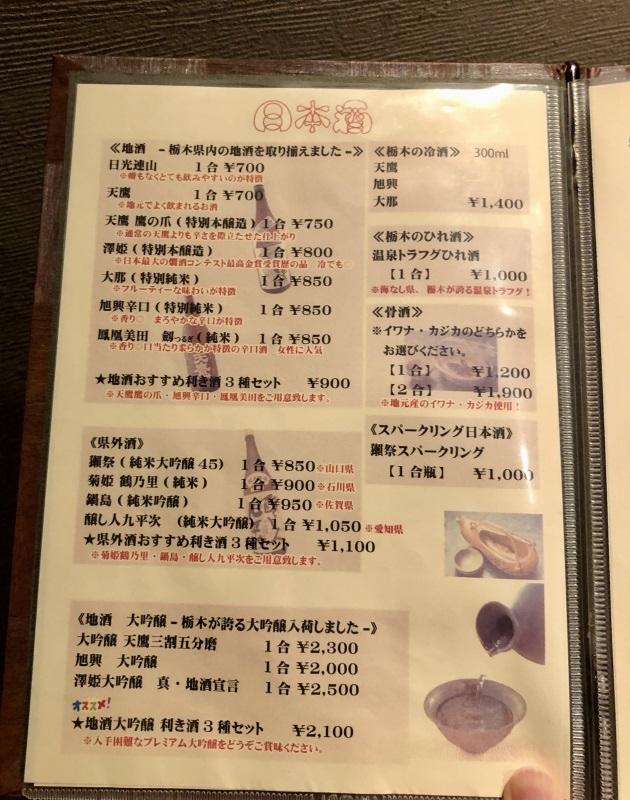 日本酒
≪地酒 －栃木県内の地酒を取り揃えました－≫
日光連山 1合 ¥700
天鷹 1合 ¥700
※地元でよく飲まれるお酒
天鷹 鷹の爪（特別本醸造）1合 ¥750
※通常の天鷹よりも辛さを際立たせた仕上がり
澤姫（特別本醸造） 1合 ¥800
※日本最大の燗酒コンテスト最高金賞受賞歴の品 冷でも
大那（特別純米） 1合 ¥850
※フルーティーな味わいが特徴
旭興辛口（特別純米） 1合 ¥850
※香り○ まろやかな辛口が特徴
鳳凰美田 剱つるぎ（純米） 1合 ¥850
※香り○口当たり柔らかが特徴の辛口酒 女性に人気
★地酒おすすめ利き酒3種セット ¥900
※天鷹鷹の爪・旭興辛口・鳳凰美田をご用意致します。
≪県外酒≫
獺祭（純米大吟醸45） 1合 ¥850 ※山口県
菊姫 鶴乃里（純米） 1合 ¥900 ※石川県
鍋島（純米吟醸） 1合 ¥950 ※佐賀県
醸し人九平次 （純米大吟醸） 1合 ¥1,050 ※愛知県
★県外酒おすすめ利き酒3種セット ¥1,100
※菊姫鶴乃里・鍋島・醸し人九平次をご用意致します。
≪地酒 大吟醸－栃木が誇る大吟醸入荷しました－≫
大吟醸 天鷹三割五分磨 1合 ¥2,300
旭興 大吟醸 1合 ¥2,000
澤姫大吟醸 真・地酒宣言 1合 ¥2,500
オススメ!
★地酒大吟醸 利き酒3種セット ¥2,100
※入手困難なプレミアム大吟醸をどうぞご賞味ください。
≪栃木の冷酒≫ 300ml
天鷹
旭興
大那 ¥1,400
≪栃木のひれ酒≫
温泉トラフグひれ酒
【1合】 ¥1,000
※海なし県、栃木が誇る温泉トラフグ！
≪骨酒≫
※イワナ・カジカのどちらかを
お選びください。
【1合】 ¥1,200
【2合】 ¥1,900
※地元産のイワナ・カジカ使用！
≪スパークリング日本酒≫
獺祭スパークリング
【1合瓶】 ¥1,000